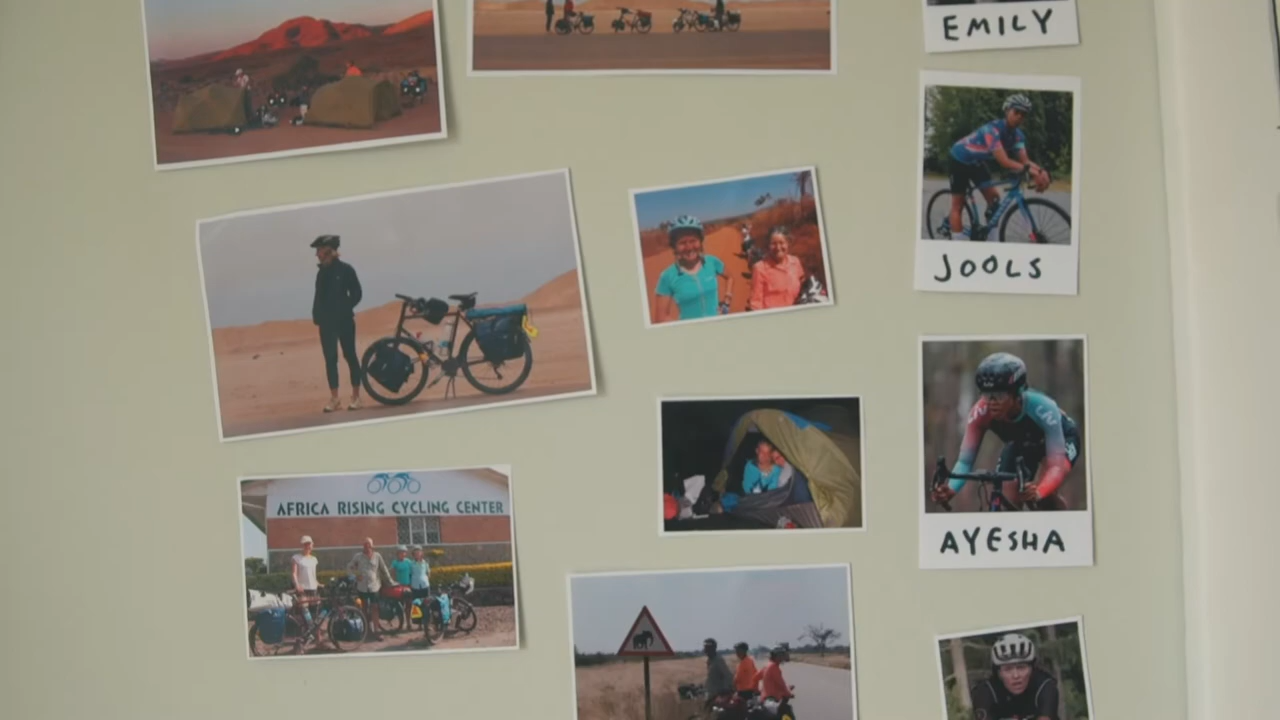 EMILY
JOOLS
AYESHA
AFRICA RISING CYCLING CENTER